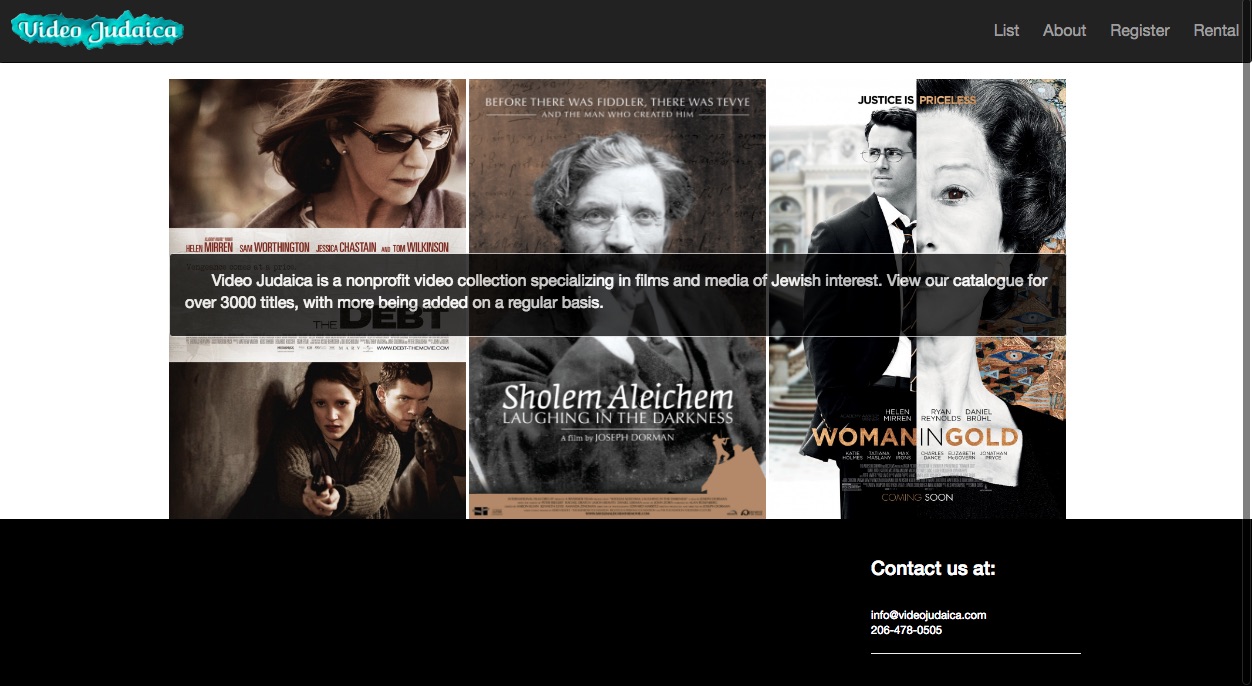 Video Judaica
List About Register Rental
HELEN MIRREN SAM WORTHINGTON JESSICA CHASTAIN AND TOM WILKINSON
THE DEBT
WWW.DEBT-THEMOVIE.COM
BEFORE THERE WAS FIDDLER, THERE WAS TEVYE
AND THE MAN WHO CREATED HIM
JUSTICE IS PRICELESS
Video Judaica is a nonprofit video collection specializing in films and media of Jewish interest. View our catalogue for
over 3000 titles, with more being added on a regular basis.
Sholem Aleichem
LAUGHING IN THE DARKNESS
A film by JOSEPH DORMAN
HELEN MIRREN RYAN REYNOLDS DANIEL BRÜHL
WOMAN IN GOLD
KATIE HOLMES TATIANA MASLANY MAX IRONS CHARLES DANCE ELIZABETH McGOVERN JONATHAN PRYCE
COMING SOON
Contact us at:
info@videojudaica.com
206-478-0505